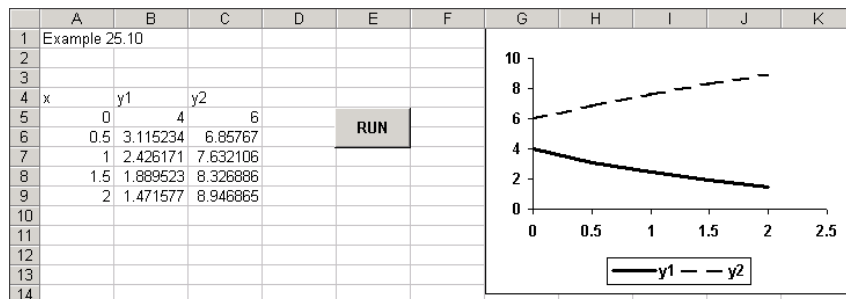 A B C D E F G H I J K
1 Example 25.10
2
3
4 x y1 y2
5 0 4 6
6 0.5 3.115234 6.85767
7 1 2.426171 7.632106
8 1.5 1.889523 8.326886
9 2 1.471577 8.946865
10
11
12
13
14
RUN
10
8
6
4
2
0
0 0.5 1 1.5 2 2.5
y1 y2